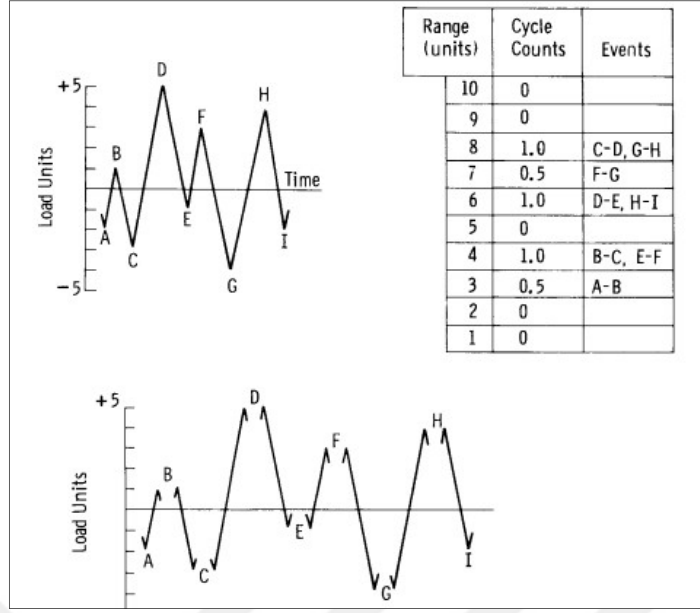 +5
D
H
F
B
Time
Load Units
A
E
C
I
G
-5
Range (units) Cycle Counts Events
10 0
9 0
8 1.0 C-D, G-H
7 0.5 F-G
6 1.0 D-E, H-I
5 0
4 1.0 B-C, E-F
3 0.5 A-B
2 0
1 0
+5
D
H
F
B
Load Units
E
A
I
C
G